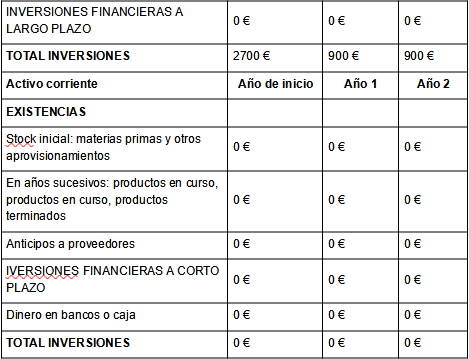 INVERSIONES FINANCIERAS A
LARGO PLAZO 0 € 0 € 0 €
TOTAL INVERSIONES 2700 € 900 € 900 €
Activo corriente Año de inicio Año 1 Año 2
EXISTENCIAS
Stock inicial: materias primas y otros
aprovisionamientos 0 € 0 € 0 €
En años sucesivos: productos en curso,
productos en curso, productos
terminados 0 € 0 € 0 €
Anticipos a proveedores 0 € 0 € 0 €
IVERSIONES FINANCIERAS A CORTO
PLAZO 0 € 0 € 0 €
Dinero en bancos o caja 0 € 0 € 0 €
TOTAL INVERSIONES 0 € 0 € 0 €